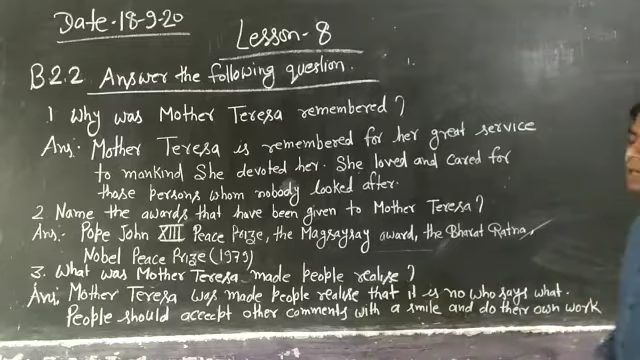 Date-18-9-20
Lesson-8
B2.2 Answer the following question.
1 Why was Mother Teresa remembered?
Ans:- Mother Teresa is remembered for her great service
to mankind She devoted her. She loved and cared for
those persons whom nobody looked after.
2 Name the awards that have been given to Mother Teresa?
Ans:- Pope John XIII Peace Prize, the Magsaysay award, the Bharat Ratna,
Nobel Peace Prize (1979)
3. What was Mother Teresa made people realise?
Ans: Mother Teresa was made people realise that it is no who says what.
People should accecpt other comments with a smile and do their own work